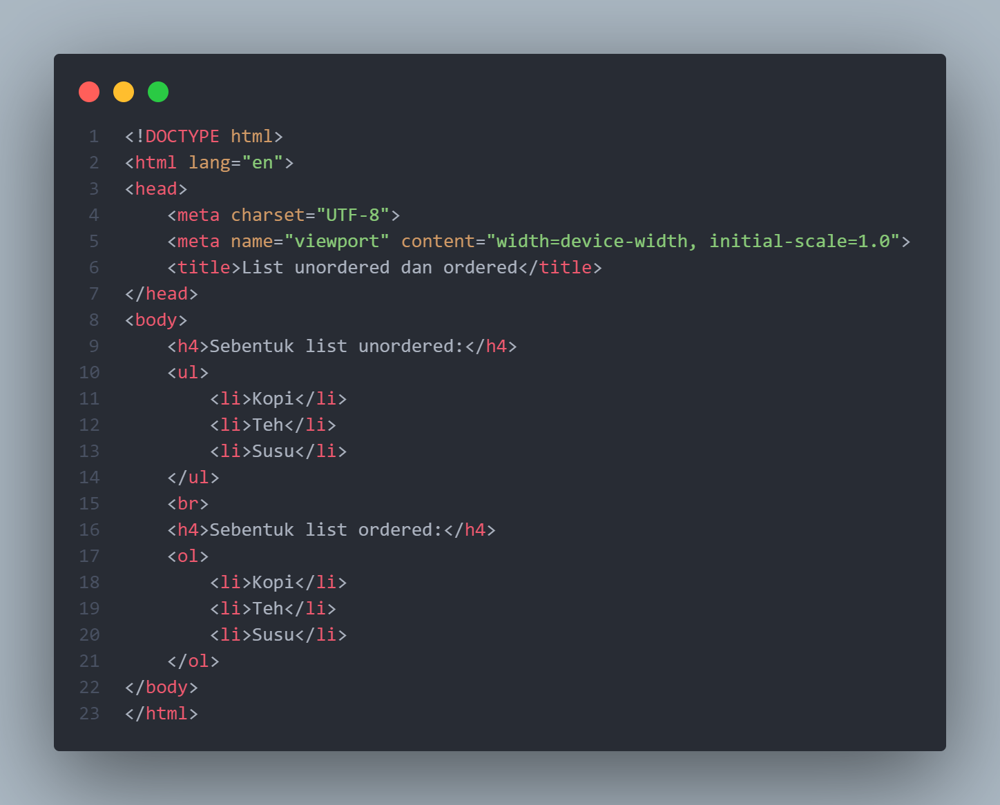 1 <!DOCTYPE html>
2 <html lang="en">
3 <head>
4     <meta charset="UTF-8">
5     <meta name="viewport" content="width=device-width, initial-scale=1.0">
6     <title>List unordered dan ordered</title>
7 </head>
8 <body>
9     <h4>Sebentuk list unordered:</h4>
10     <ul>
11         <li>Kopi</li>
12         <li>Teh</li>
13         <li>Susu</li>
14     </ul>
15     <br>
16     <h4>Sebentuk list ordered:</h4>
17     <ol>
18         <li>Kopi</li>
19         <li>Teh</li>
20         <li>Susu</li>
21     </ol>
22 </body>
23 </html>